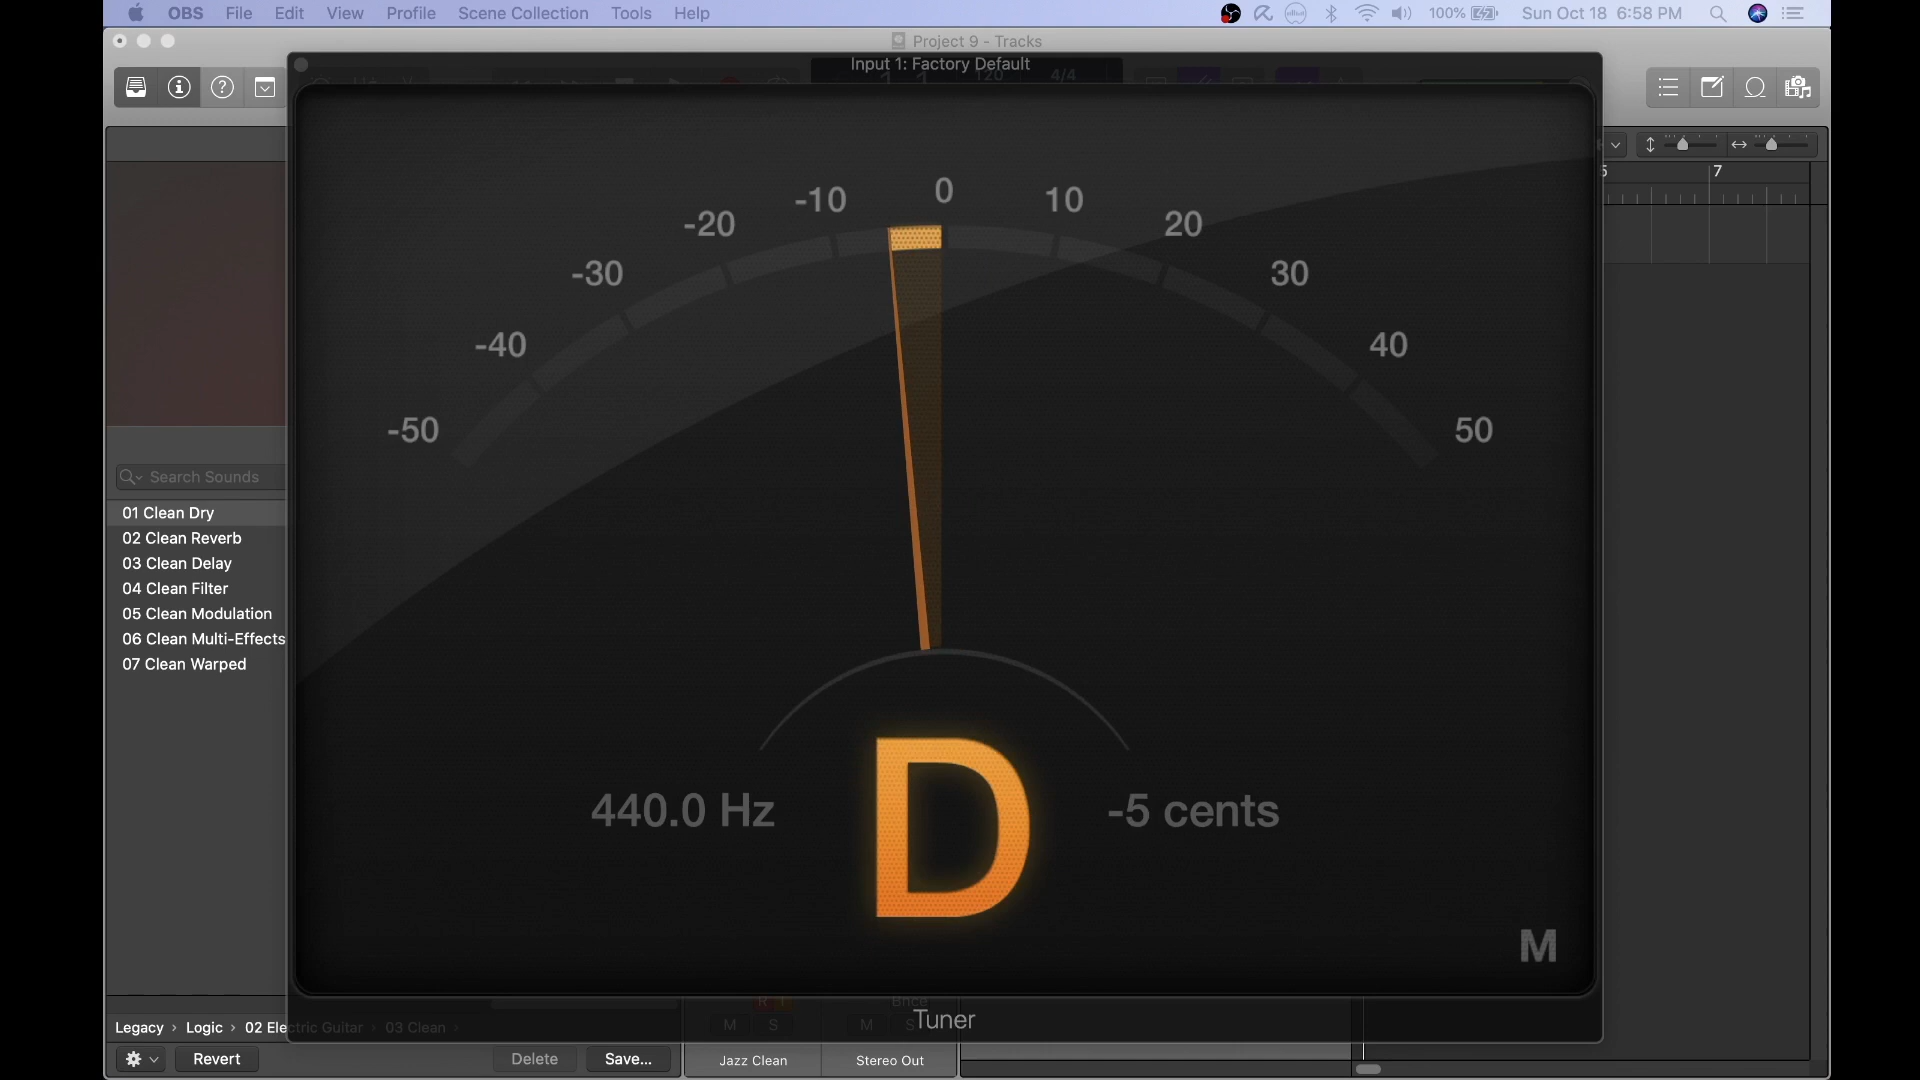 OBS File Edit View Profile Scene Collection Tools Help 100% Sun Oct 18 6:58 PM
Project 9 - Tracks
Input 1: Factory Default
120 4/4
7
-50 -40 -30 -20 -10 0 10 20 30 40 50
Search Sounds
01 Clean Dry
02 Clean Reverb
03 Clean Delay
04 Clean Filter
05 Clean Modulation
06 Clean Multi-Effects
07 Clean Warped
440.0 Hz D -5 cents
M
R I Bnce
M S M S
Tuner
Legacy › Logic › 02 Electric Guitar › 03 Clean ›
Revert Delete Save... Jazz Clean Stereo Out